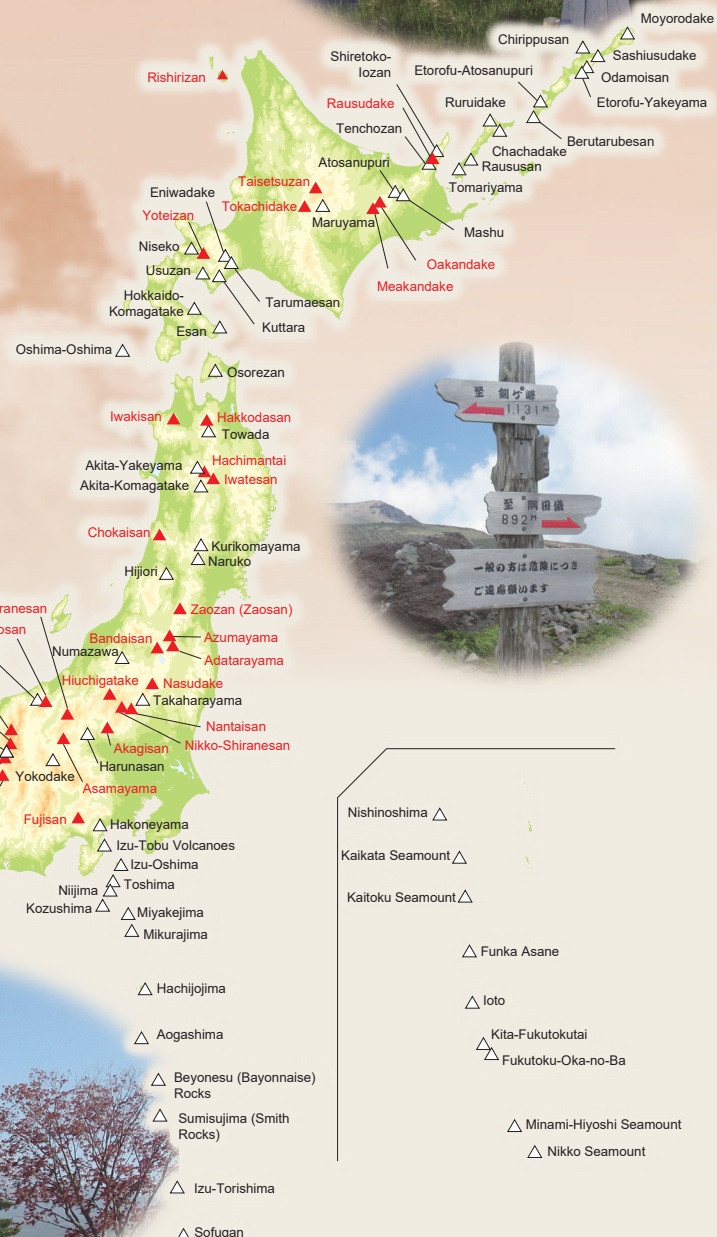 Moyorodake
Chirippusan
Sashiusudake
Odamoisan
Etorofu-Atosanupuri
Etorofu-Yakeyama
Shiretoko-
Iozan
Rishirizan
Rausudake
Ruruidake
Berutarubesan
Tenchozan
Chachadake
Raususan
Atosanupuri
Tomariyama
Taisetsuzan
Eniwadake
Tokachidake
Maruyama
Yoteizan
Mashu
Niseko
Oakandake
Usuzan
Meakandake
Hokkaido-
Komagatake
Tarumaesan
Kuttara
Esan
Oshima-Oshima
Osorezan
Iwakisan
Hakkodasan
Towada
Akita-Yakeyama
Hachimantai
Iwatesan
Akita-Komagatake
Chokaisan
Kurikomayama
Naruko
Hijiori
ranesan
Zaozan (Zaosan)
osan
Bandaisan
Azumayama
Numazawa
Adatarayama
Hiuchigatake
Nasudake
Takaharayama
Nantaisan
Nikko-Shiranesan
Akagisan
Harunasan
Yokodake
Asamayama
Fujisan
Hakoneyama
Izu-Tobu Volcanoes
Izu-Oshima
Toshima
Niijima
Kozushima
Miyakejima
Mikurajima
Hachijojima
Aogashima
Beyonesu (Bayonnaise)
Rocks
Sumisujima (Smith
Rocks)
Izu-Torishima
Sofugan
至 剣ヶ峰
1.131M
至 隅田盛
892M
一般の方は危険につき
ご遠慮願います
Nishinoshima
Kaikata Seamount
Kaitoku Seamount
Funka Asane
Ioto
Kita-Fukutokutai
Fukutoku-Oka-no-Ba
Minami-Hiyoshi Seamount
Nikko Seamount